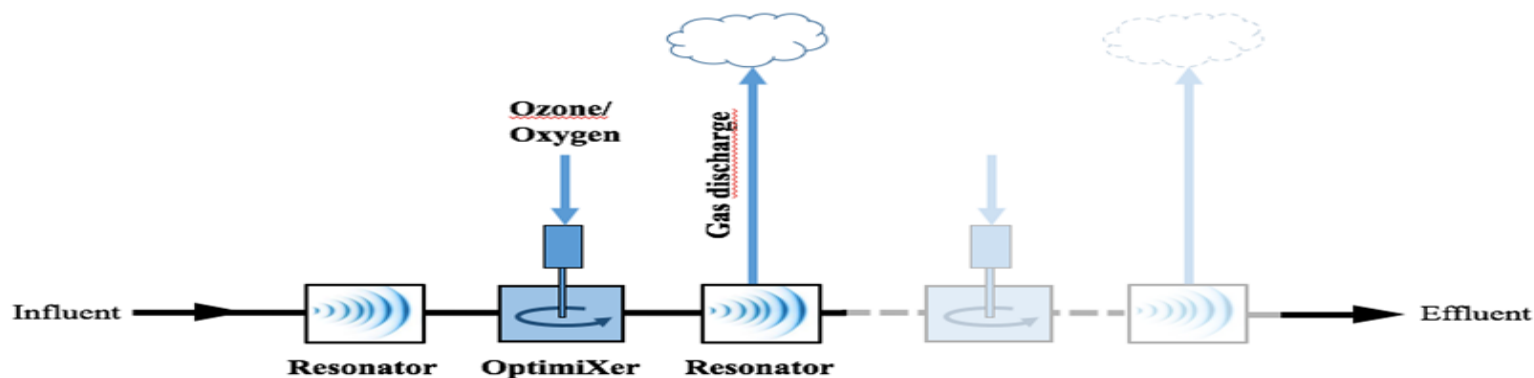 Ozone/
Oxygen
Gas discharge
Influent
Effluent
Resonator
OptimiXer
Resonator